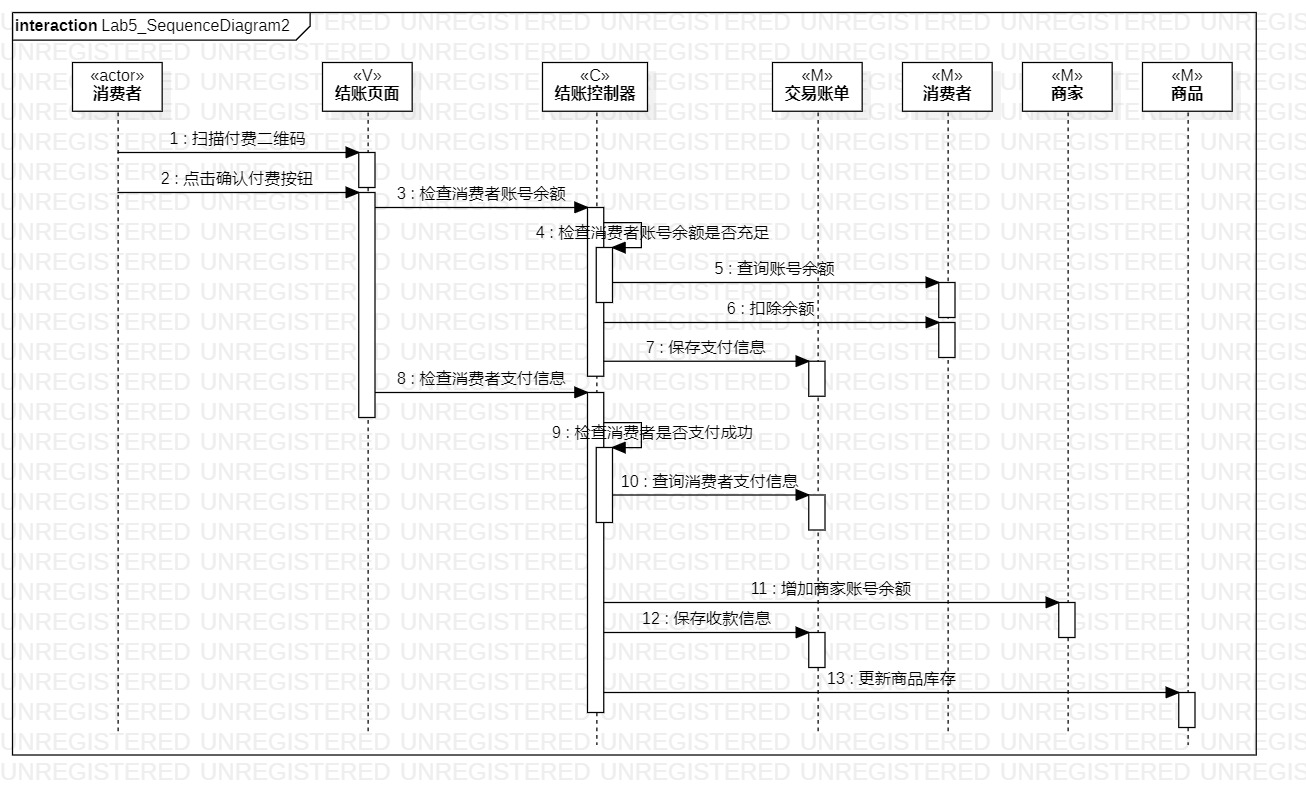 interaction Lab5_SequenceDiagram2
«actor»
消费者
«V»
结账页面
«C»
结账控制器
«M»
交易账单
«M»
消费者
«M»
商家
«M»
商品
1 : 扫描付费二维码
2 : 点击确认付费按钮
3 : 检查消费者账号余额
4 : 检查消费者账号余额是否充足
5 : 查询账号余额
6 : 扣除余额
7 : 保存支付信息
8 : 检查消费者支付信息
9 : 检查消费者是否支付成功
10 : 查询消费者支付信息
11 : 增加商家账号余额
12 : 保存收款信息
13 : 更新商品库存
UNREGISTERED